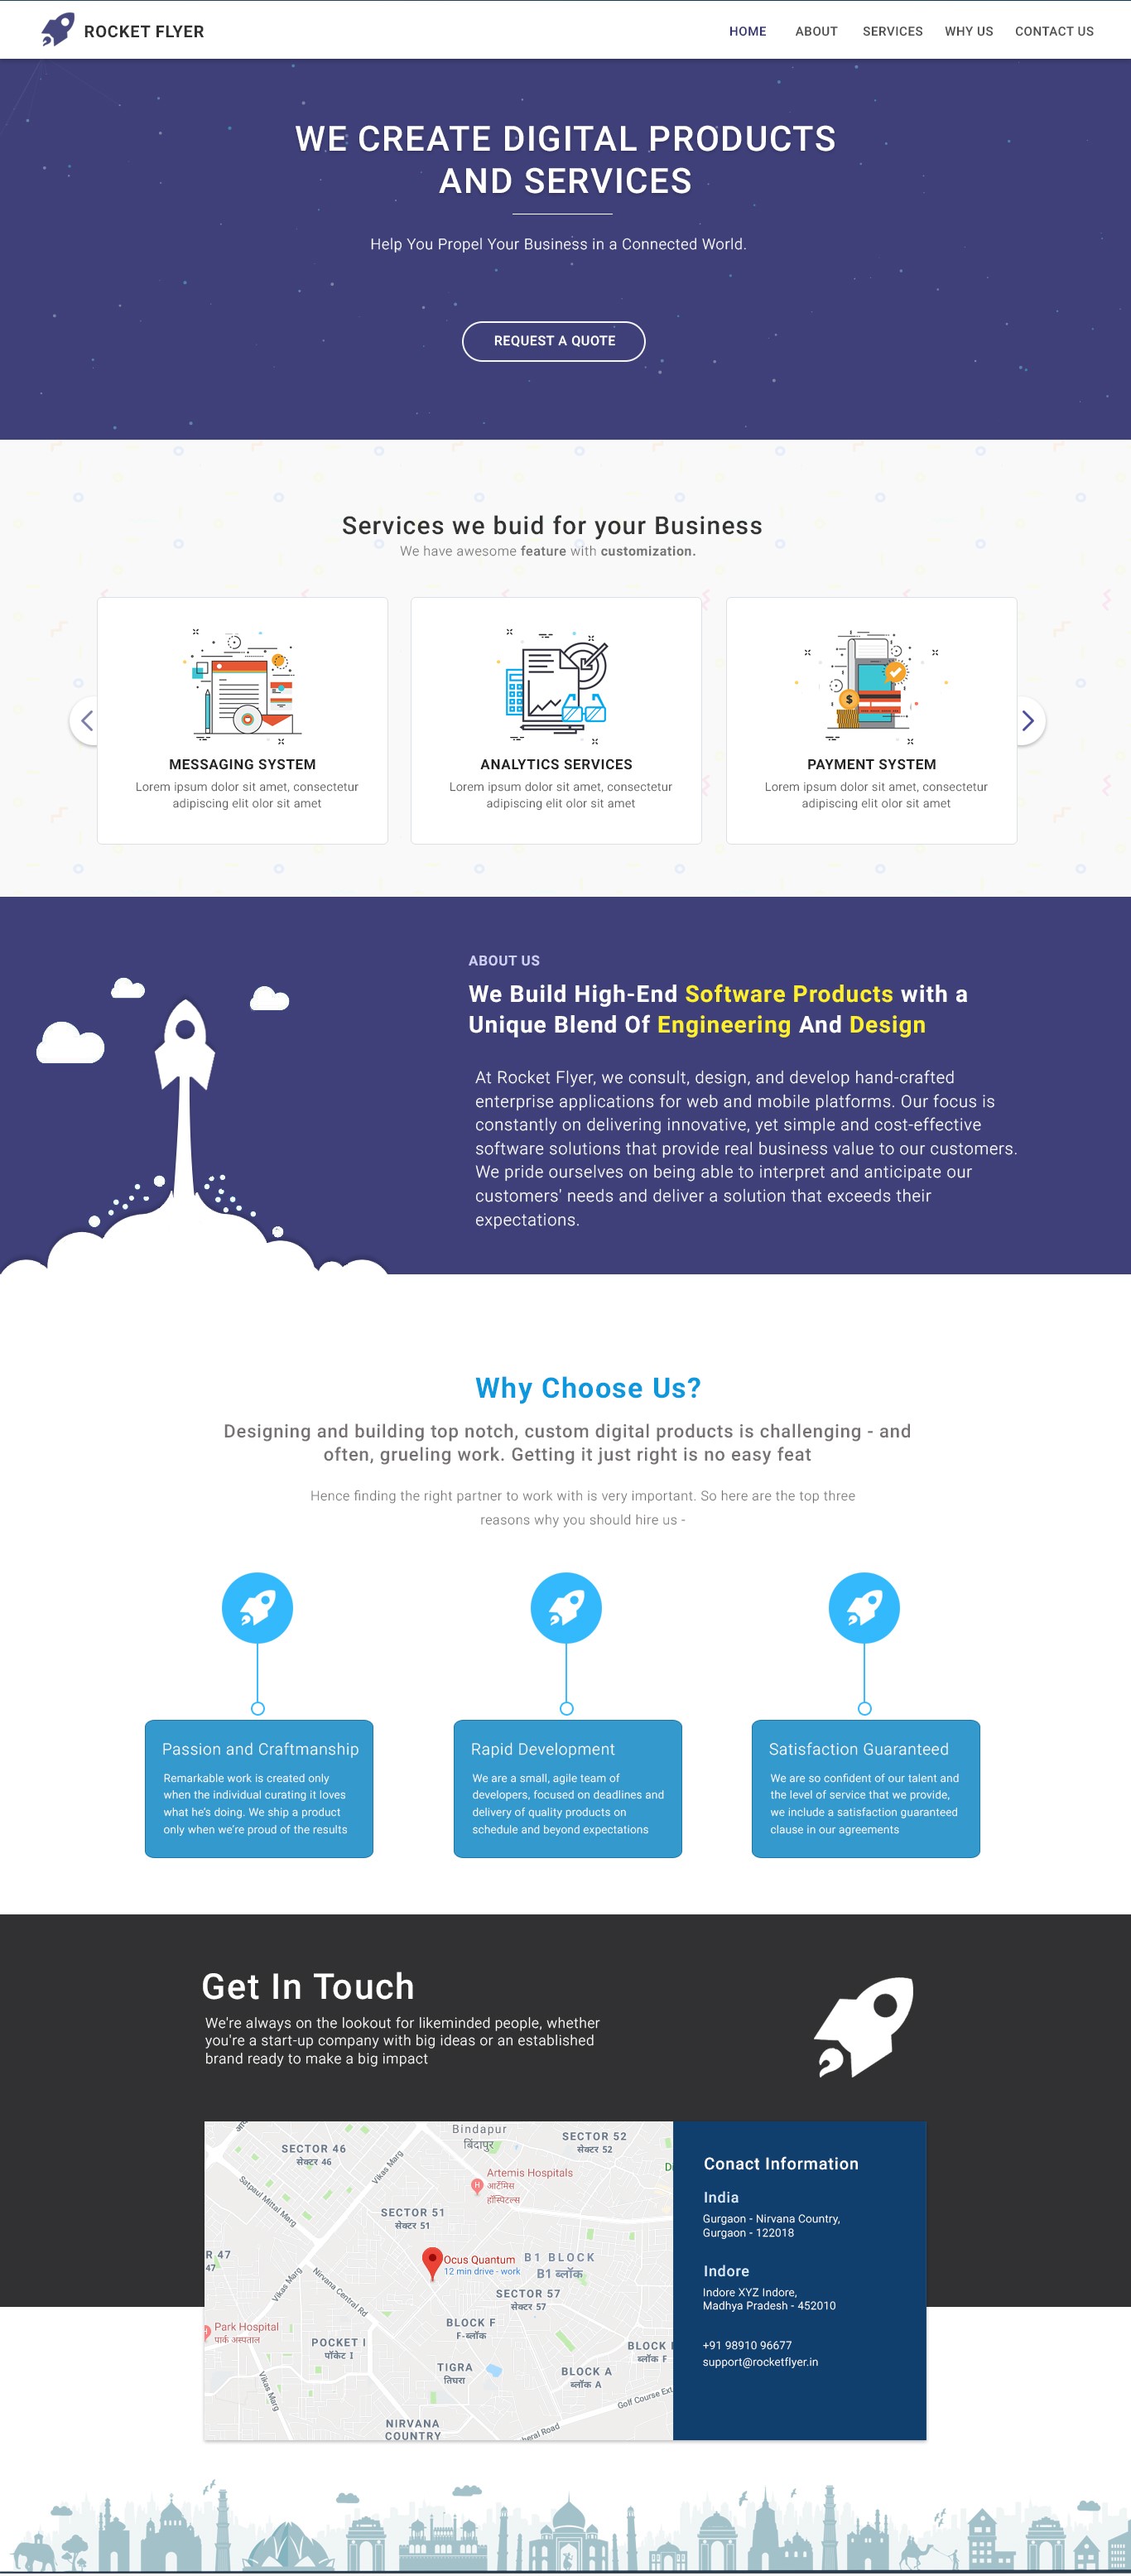 ROCKET FLYER
HOME
ABOUT
SERVICES
WHY US
CONTACT US
WE CREATE DIGITAL PRODUCTS
AND SERVICES
Help You Propel Your Business in a Connected World.
REQUEST A QUOTE
Services we buid for your Business
We have awesome feature with customization.
MESSAGING SYSTEM
Lorem ipsum dolor sit amet, consectetur
adipiscing elit olor sit amet
ANALYTICS SERVICES
Lorem ipsum dolor sit amet, consectetur
adipiscing elit olor sit amet
$
PAYMENT SYSTEM
Lorem ipsum dolor sit amet, consectetur
adipiscing elit olor sit amet
ABOUT US
We Build High-End Software Products with a
Unique Blend Of Engineering And Design
At Rocket Flyer, we consult, design, and develop hand-crafted
enterprise applications for web and mobile platforms. Our focus is
constantly on delivering innovative, yet simple and cost-effective
software solutions that provide real business value to our customers.
We pride ourselves on being able to interpret and anticipate our
customers' needs and deliver a solution that exceeds their
expectations.
Why Choose Us?
Designing and building top notch, custom digital products is challenging - and
often, grueling work. Getting it just right is no easy feat
Hence finding the right partner to work with is very important. So here are the top three
reasons why you should hire us -
Passion and Craftmanship
Remarkable work is created only
when the individual curating it loves
what he's doing. We ship a product
only when we're proud of the results
Rapid Development
We are a small, agile team of
developers, focused on deadlines and
delivery of quality products on
schedule and beyond expectations
Satisfaction Guaranteed
We are so confident of our talent and
the level of service that we provide,
we include a satisfaction guaranteed
clause in our agreements
Get In Touch
We're always on the lookout for likeminded people, whether
you're a start-up company with big ideas or an established
brand ready to make a big impact
Bindapur
बिंदापुर
SECTOR 46
सेक्टर 46
SECTOR 52
सेक्टर 52
Vikas Marg
Satpaul Mittal Marg
H
Artemis Hospitals
आर्टेमिस
हॉस्पिटल्स
SECTOR 51
सेक्टर 51
R 47
47
Ocus Quantum
12 min drive - work
B1 BLOCK
B1 ब्लॉक
Vikas Marg
Nirvana Central Rd
SECTOR 57
सेक्टर 57
Park Hospital
पार्क अस्पताल
BLOCK F
F-ब्लॉक
POCKET I
पॉकेट I
BLOCK
ब्लॉक F
TIGRA
तिघरा
BLOCK A
ब्लॉक A
Vikas Marg
Golf Course Ext
NIRVANA
COUNTRY
Road
Conact Information
India
Gurgaon - Nirvana Country,
Gurgaon - 122018
Indore
Indore XYZ Indore,
Madhya Pradesh - 452010
+91 98910 96677
support@rocketflyer.in